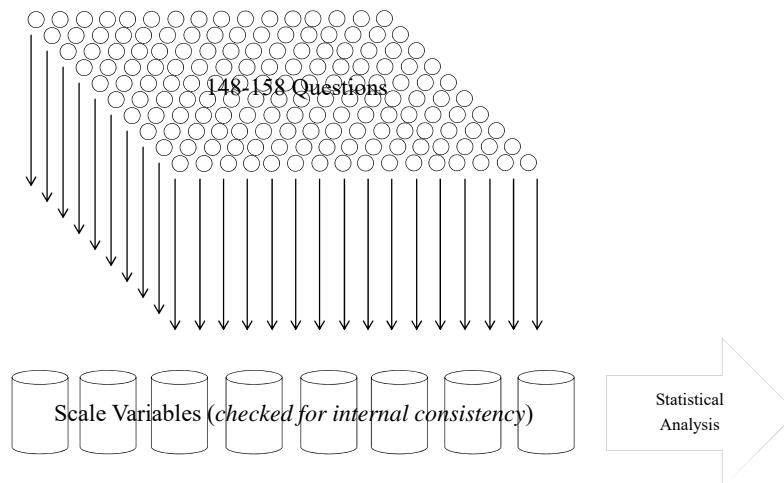 148-158 Questions
Scale Variables (checked for internal consistency)
Statistical
Analysis